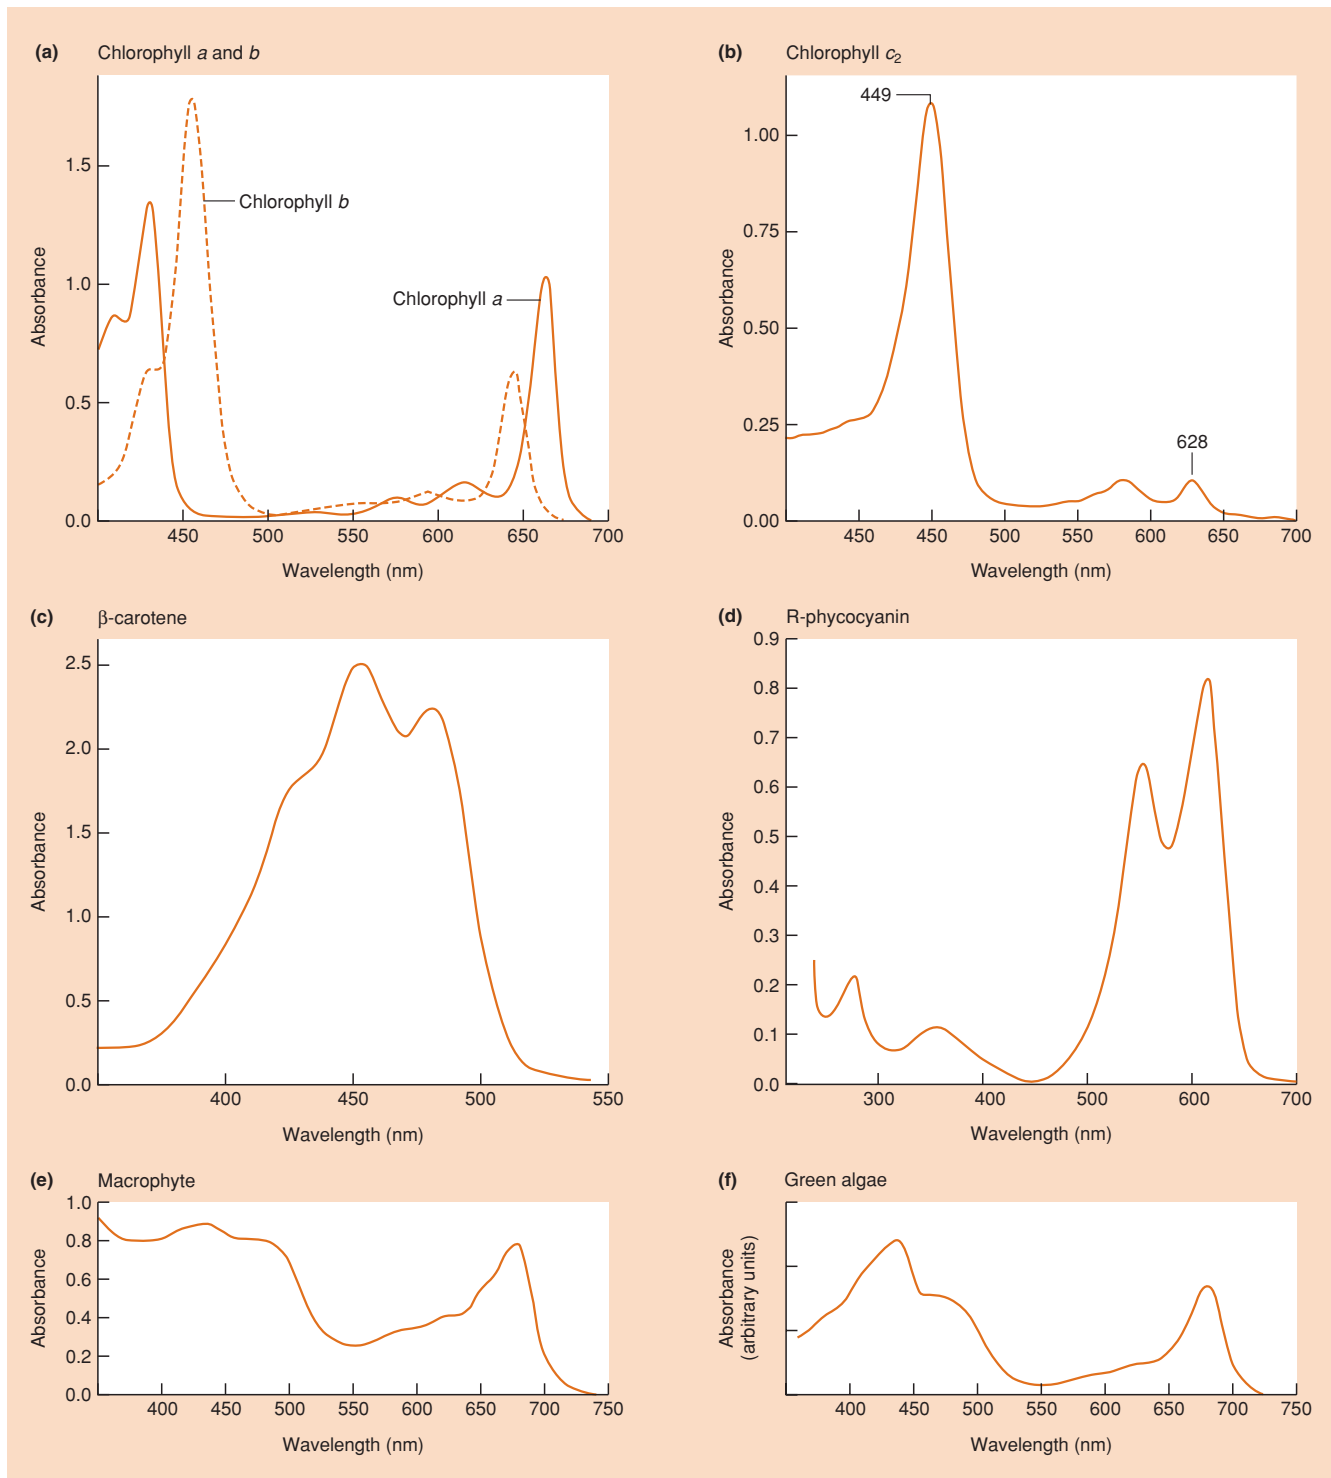 (a) Chlorophyll a and b
Absorbance
1.5
1.0
0.5
0.0
Chlorophyll b
Chlorophyll a
450 500 550 600 650 700
Wavelength (nm)
(b) Chlorophyll c2
Absorbance
1.00
0.75
0.50
0.25
0.00
449
628
450 450 500 550 600 650 700
Wavelength (nm)
(c) β-carotene
Absorbance
2.5
2.0
1.5
1.0
0.5
0.0
400 450 500 550
Wavelength (nm)
(d) R-phycocyanin
Absorbance
0.9
0.8
0.7
0.6
0.5
0.4
0.3
0.2
0.1
0.0
300 400 500 600 700
Wavelength (nm)
(e) Macrophyte
Absorbance
1.0
0.8
0.6
0.4
0.2
0.0
400 450 500 550 600 650 700 750
Wavelength (nm)
(f) Green algae
Absorbance
(arbitrary units)
400 450 500 550 600 650 700 750
Wavelength (nm)